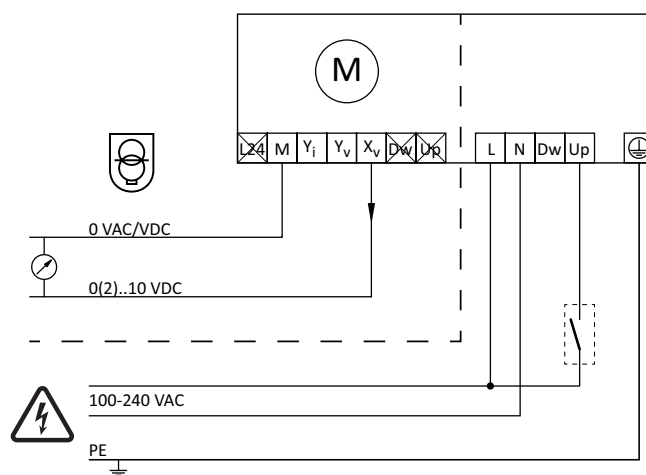 M
L24 M Yi Yv Xv Dw Up L N Dw Up
0 VAC/VDC
0(2)..10 VDC
100-240 VAC
PE